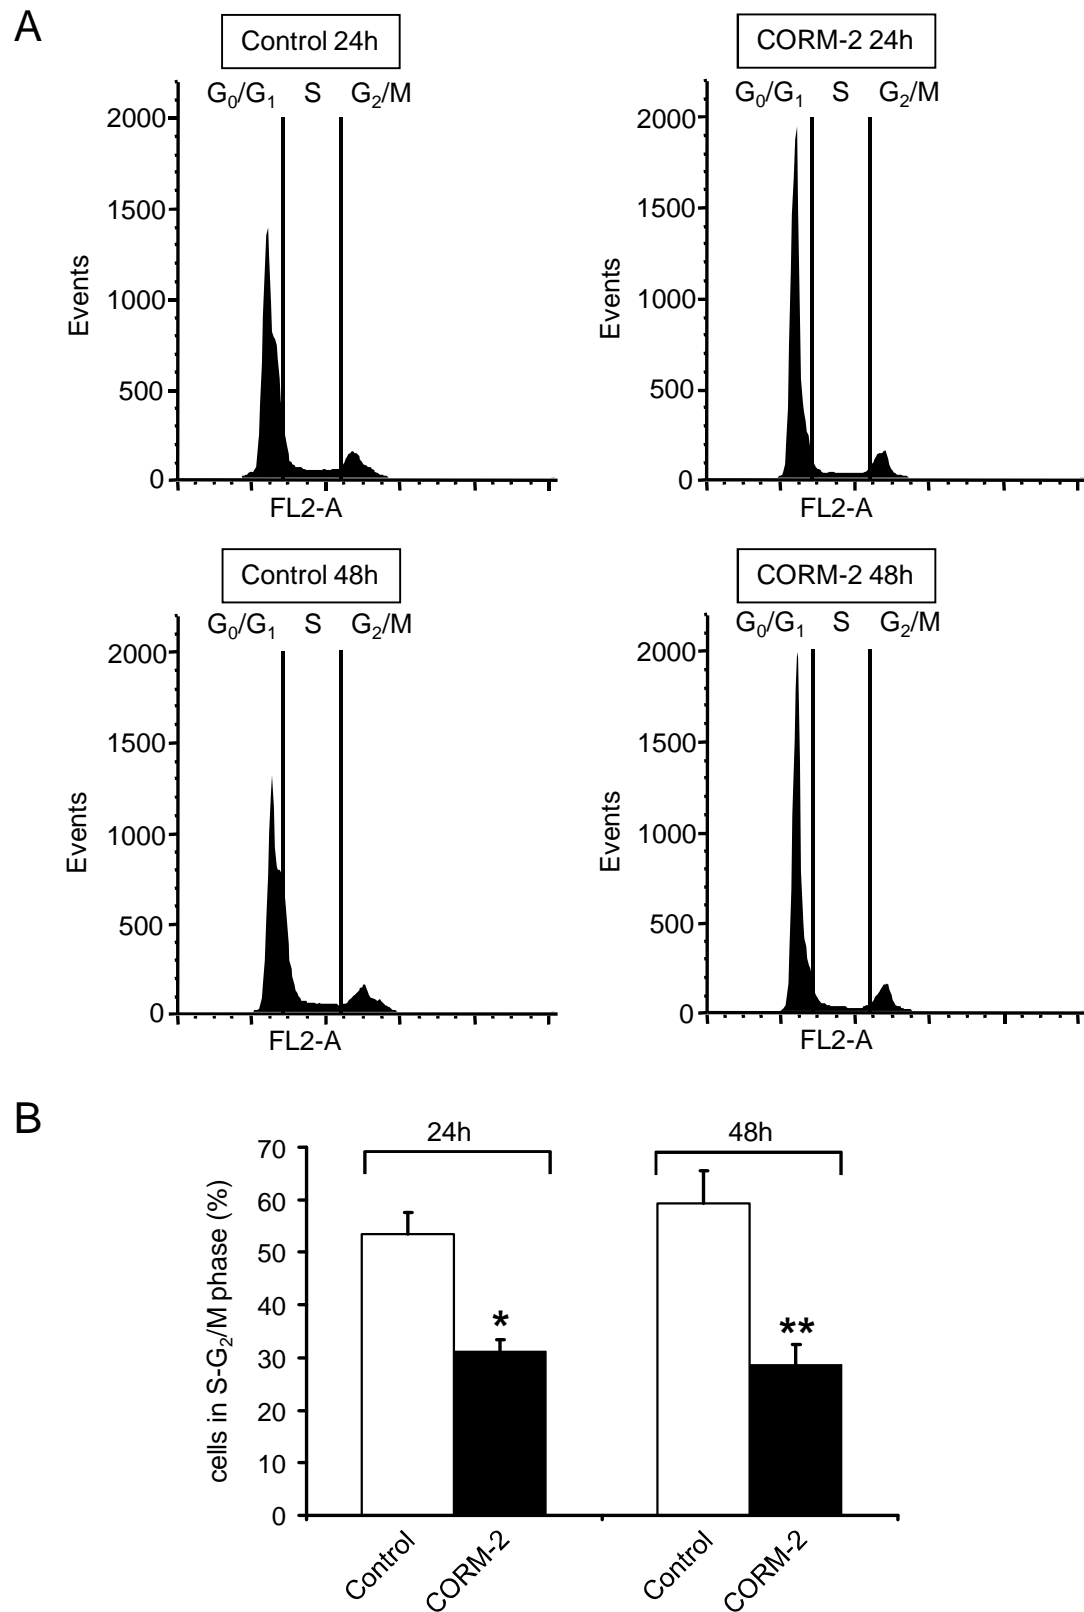 A
Control 24h
CORM-2 24h
G₀/G₁ S G₂/M
G₀/G₁ S G₂/M
2000
1500
1000
500
0
Events
FL2-A
2000
1500
1000
500
0
Events
FL2-A
Control 48h
CORM-2 48h
G₀/G₁ S G₂/M
G₀/G₁ S G₂/M
2000
1500
1000
500
0
Events
FL2-A
2000
1500
1000
500
0
Events
FL2-A
B
24h
48h
70
60
50
40
30
20
10
0
cells in S-G₂/M phase (%)
*
**
Control
CORM-2
Control
CORM-2